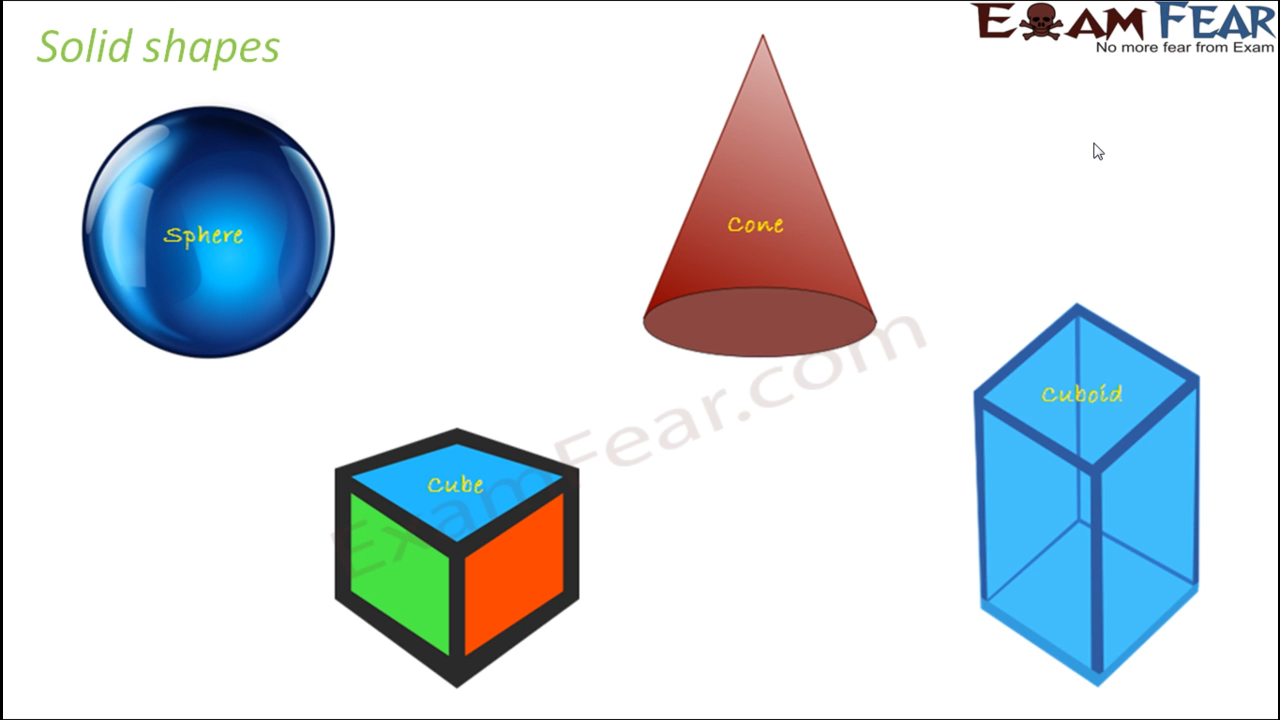 Solid shapes
EXAM FEAR
No more fear from Exam
Sphere
Cone
Cuboid
Cube
ExamFear.com